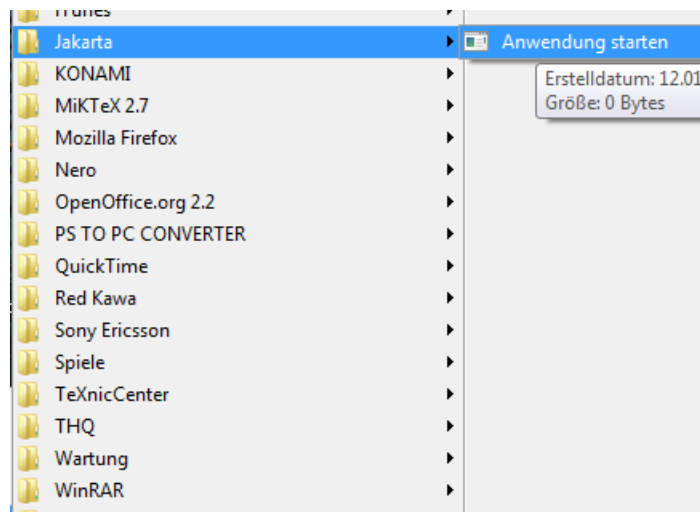 iTunes
Jakarta
Anwendung starten
KONAMI
Erstelldatum: 12.01
Größe: 0 Bytes
MiKTeX 2.7
Mozilla Firefox
Nero
OpenOffice.org 2.2
PS TO PC CONVERTER
QuickTime
Red Kawa
Sony Ericsson
Spiele
TeXnicCenter
THQ
Wartung
WinRAR